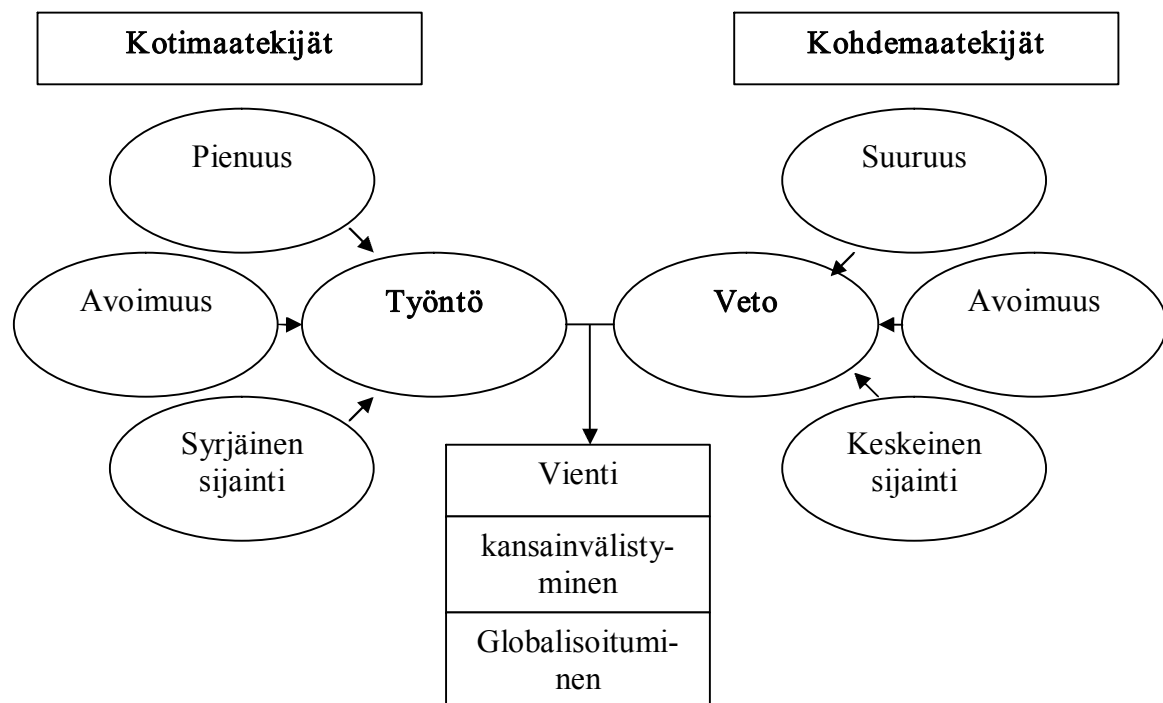 Kotimaatekijät
Kohdemaatekijät
Pienuus
Suuruus
Avoimuus
Työntö
Veto
Avoimuus
Syrjäinen
sijainti
Keskeinen
sijainti
Vienti
kansainvälisty-
minen
Globalisoitumi-
nen